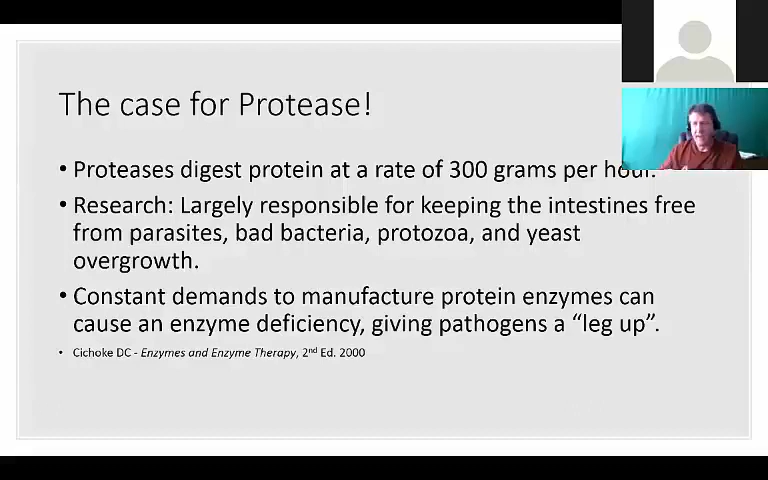 The case for Protease!
• Proteases digest protein at a rate of 300 grams per hour.
• Research: Largely responsible for keeping the intestines free
from parasites, bad bacteria, protozoa, and yeast
overgrowth.
• Constant demands to manufacture protein enzymes can
cause an enzyme deficiency, giving pathogens a “leg up”.
• Cichoke DC - Enzymes and Enzyme Therapy, 2nd Ed. 2000